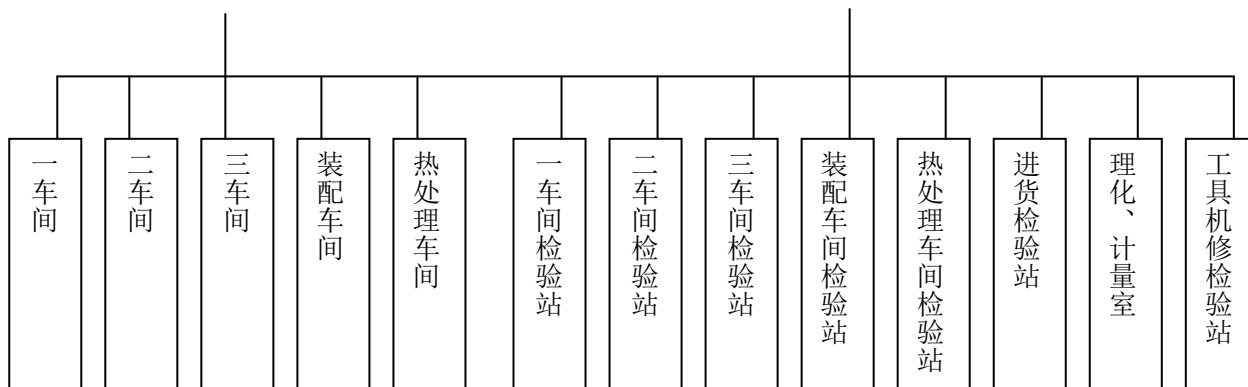 一车间
二车间
三车间
装配车间
热处理车间
一车间检验站
二车间检验站
三车间检验站
装配车间检验站
热处理车间检验站
进货检验站
理化、计量室
工具机修检验站